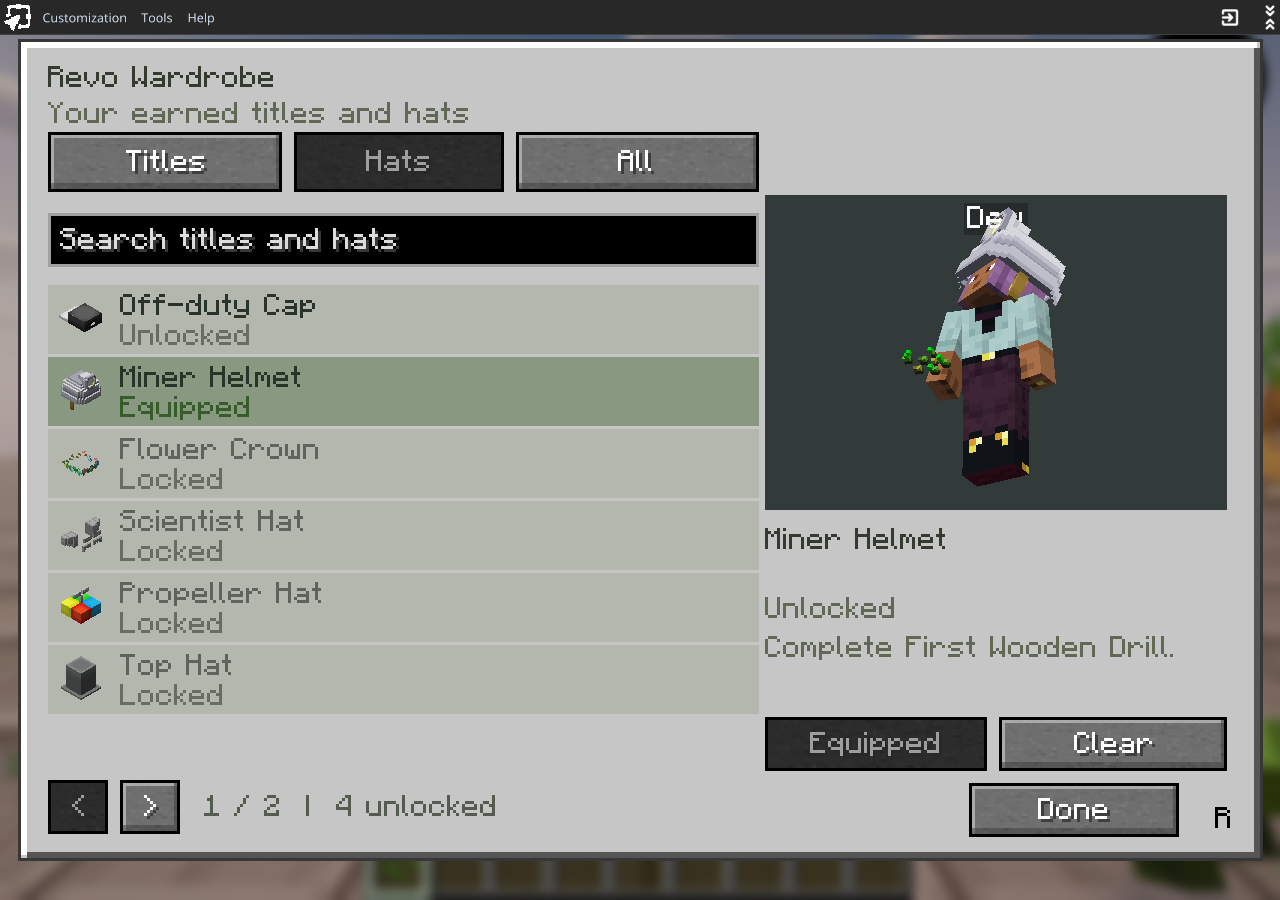 Customization Tools Help
Revo Wardrobe
Your earned titles and hats
Titles Hats All
Search titles and hats
Off-duty Cap
Unlocked
Miner Helmet
Equipped
Flower Crown
Locked
Scientist Hat
Locked
Propeller Hat
Locked
Top Hat
Locked
Miner Helmet
Unlocked
Complete First Wooden Drill.
Equipped Clear
< > 1 / 2 | 4 unlocked
Done
R